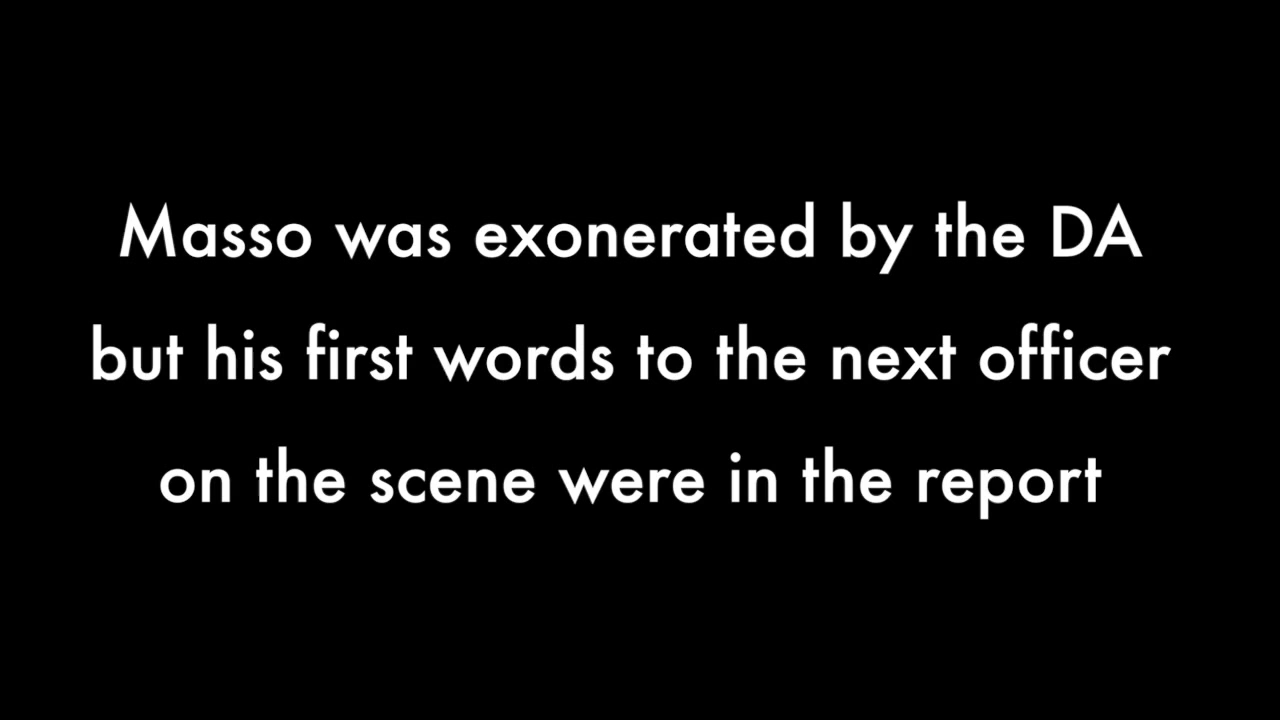 Masso was exonerated by the DA
but his first words to the next officer
on the scene were in the report